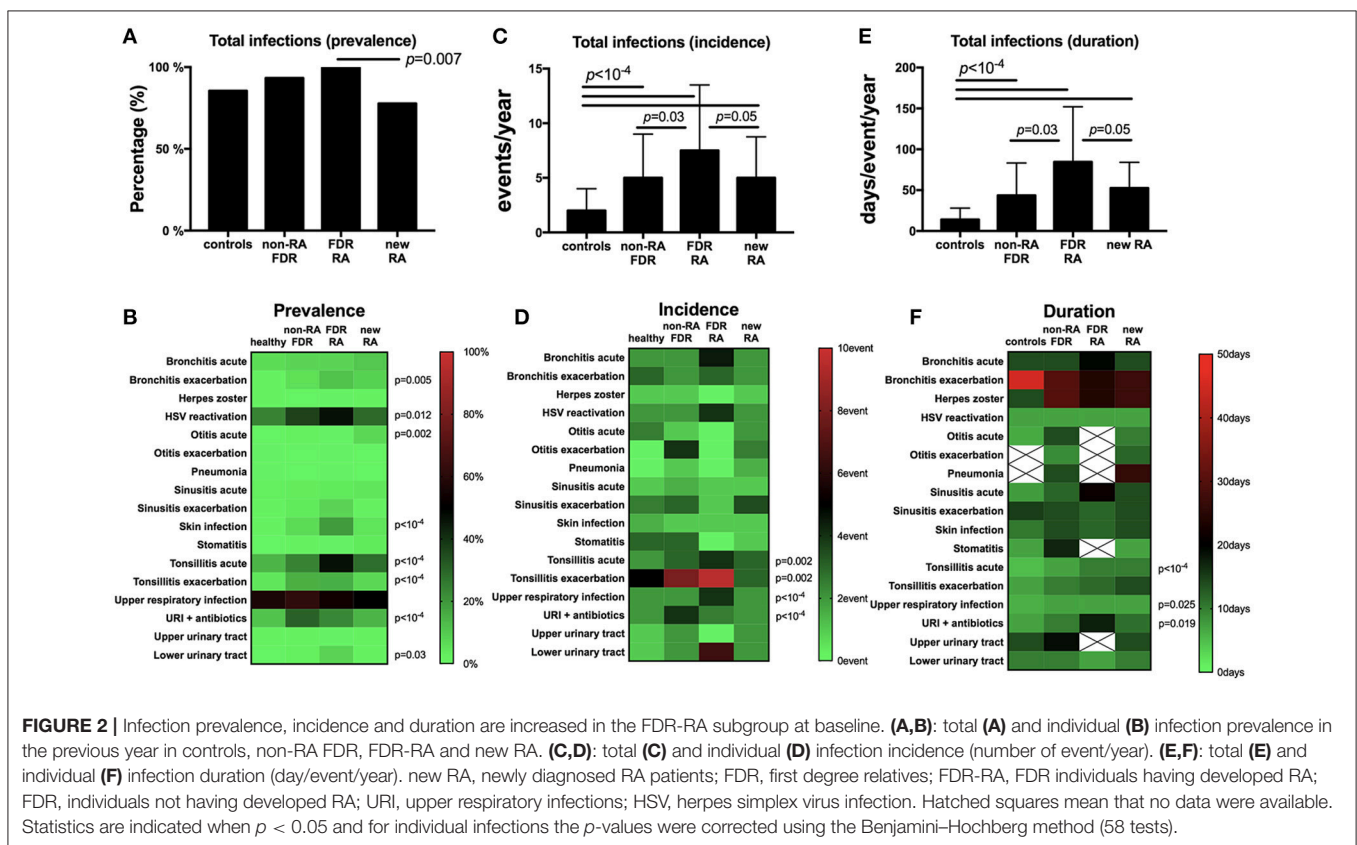 A
Total infections (prevalence)
p=0.007
Percentage (%)
100 %
50 %
0 %
controls
non-RA FDR
FDR RA
new RA
C
Total infections (incidence)
p<10-4
p=0.03
p=0.05
events/year
15
10
5
0
controls
non-RA FDR
FDR RA
new RA
E
Total infections (duration)
p<10-4
p=0.03
p=0.05
days/event/year
200
150
100
50
0
controls
non-RA FDR
FDR RA
new RA
B
Prevalence
healthy
non-RA FDR
FDR RA
new RA
Bronchitis acute
Bronchitis exacerbation
Herpes zoster
HSV reactivation
Otitis acute
Otitis exacerbation
Pneumonia
Sinusitis acute
Sinusitis exacerbation
Skin infection
Stomatitis
Tonsillitis acute
Tonsillitis exacerbation
Upper respiratory infection
URI + antibiotics
Upper urinary tract
Lower urinary tract
p=0.005
p=0.012
p=0.002
p<10-4
p<10-4
p<10-4
p<10-4
p=0.03
100%
80%
60%
40%
20%
0%
D
Incidence
healthy
non-RA FDR
FDR RA
new RA
Bronchitis acute
Bronchitis exacerbation
Herpes zoster
HSV reactivation
Otitis acute
Otitis exacerbation
Pneumonia
Sinusitis acute
Sinusitis exacerbation
Skin infection
Stomatitis
Tonsillitis acute
Tonsillitis exacerbation
Upper respiratory infection
URI + antibiotics
Upper urinary tract
Lower urinary tract
p=0.002
p=0.002
p<10-4
p<10-4
10event
8event
6event
4event
2event
0event
F
Duration
controls
non-RA FDR
FDR RA
new RA
Bronchitis acute
Bronchitis exacerbation
Herpes zoster
HSV reactivation
Otitis acute
Otitis exacerbation
Pneumonia
Sinusitis acute
Sinusitis exacerbation
Skin infection
Stomatitis
Tonsillitis acute
Tonsillitis exacerbation
Upper respiratory infection
URI + antibiotics
Upper urinary tract
Lower urinary tract
p<10-4
p=0.025
p=0.019
50days
40days
30days
20days
10days
0days
FIGURE 2 | Infection prevalence, incidence and duration are increased in the FDR-RA subgroup at baseline. (A,B): total (A) and individual (B) infection prevalence in
the previous year in controls, non-RA FDR, FDR-RA and new RA. (C,D): total (C) and individual (D) infection incidence (number of event/year). (E,F): total (E) and
individual (F) infection duration (day/event/year). new RA, newly diagnosed RA patients; FDR, first degree relatives; FDR-RA, FDR individuals having developed RA;
FDR, individuals not having developed RA; URI, upper respiratory infections; HSV, herpes simplex virus infection. Hatched squares mean that no data were available.
Statistics are indicated when p < 0.05 and for individual infections the p-values were corrected using the Benjamini–Hochberg method (58 tests).